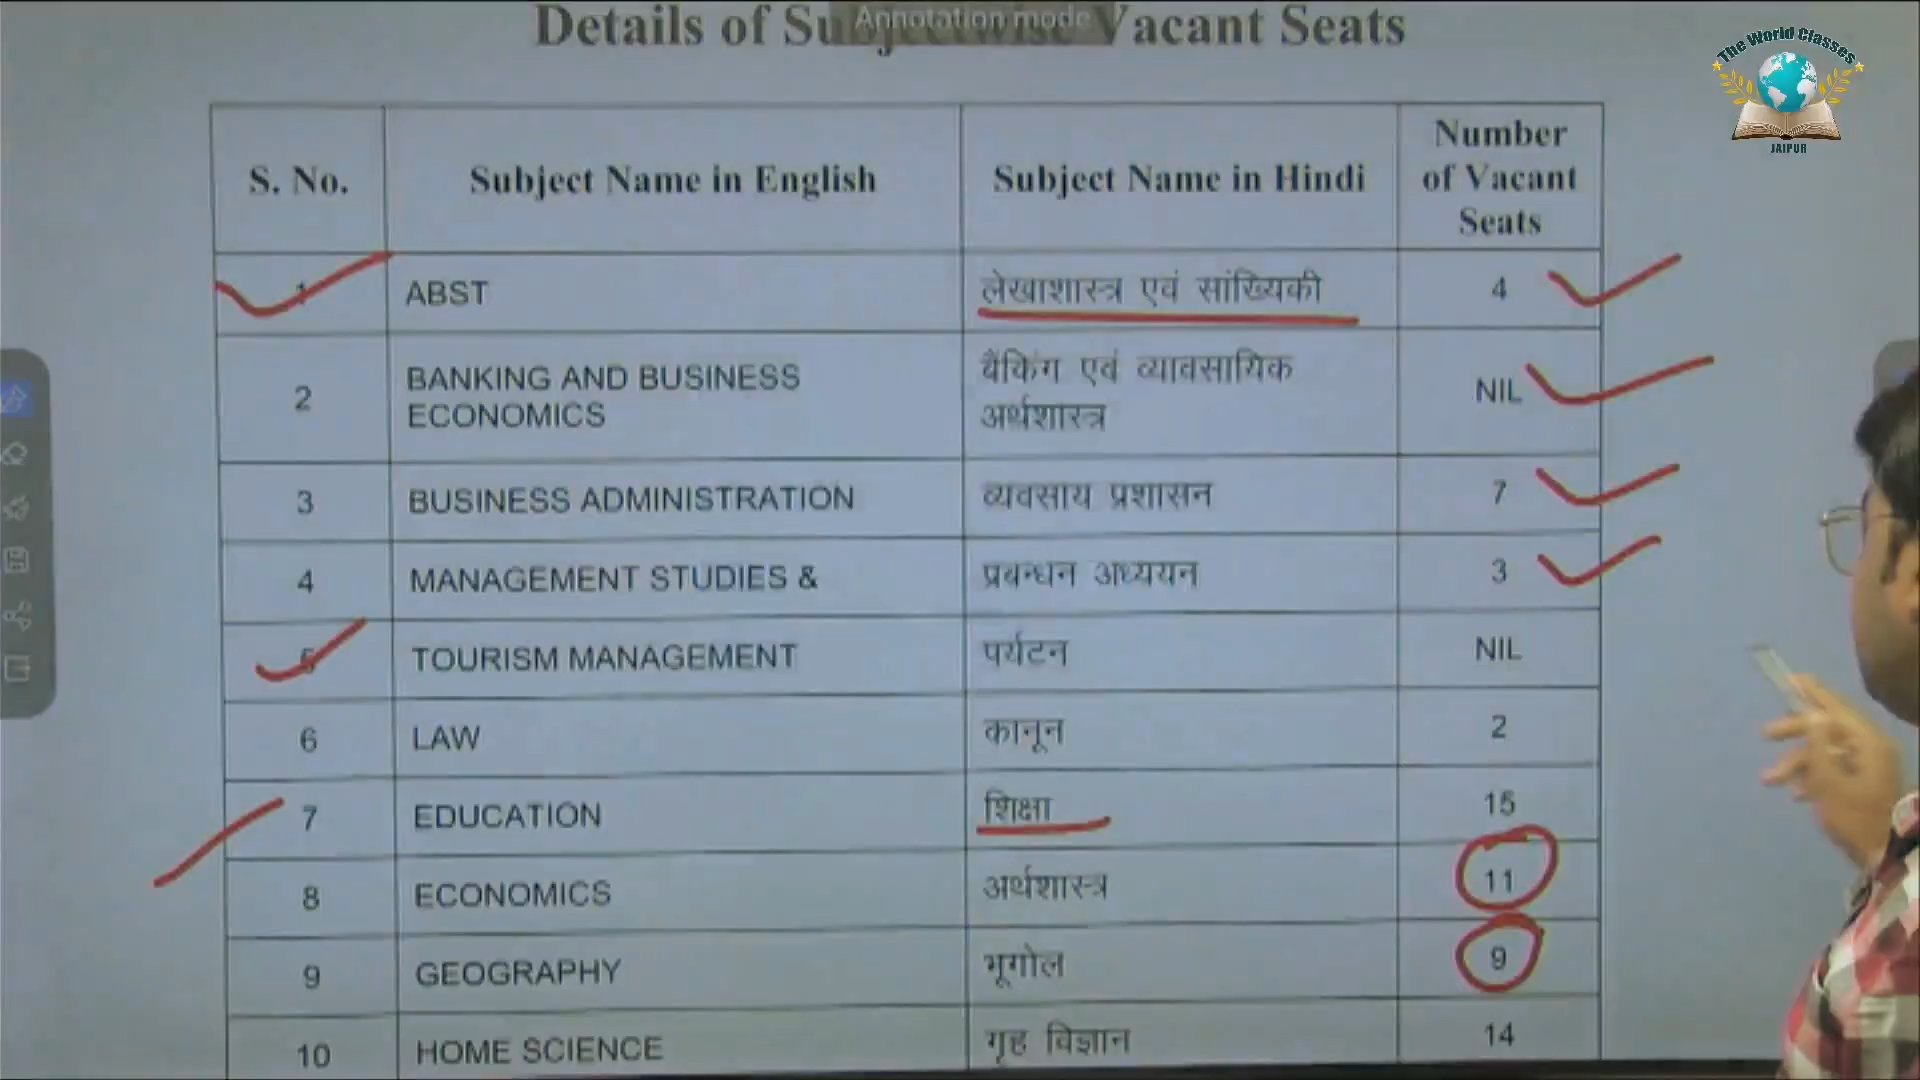 Annotation mode
Details of Subjectwise Vacant Seats
The World Classes
JAIPUR
S. No. Subject Name in English Subject Name in Hindi Number of Vacant Seats
1 ABST लेखाशास्त्र एवं सांख्यिकी 4
2 BANKING AND BUSINESS ECONOMICS बैंकिंग एवं व्यावसायिक अर्थशास्त्र NIL
3 BUSINESS ADMINISTRATION व्यवसाय प्रशासन 7
4 MANAGEMENT STUDIES & प्रबन्धन अध्ययन 3
5 TOURISM MANAGEMENT पर्यटन NIL
6 LAW कानून 2
7 EDUCATION शिक्षा 15
8 ECONOMICS अर्थशास्त्र 11
9 GEOGRAPHY भूगोल 9
10 HOME SCIENCE गृह विज्ञान 14